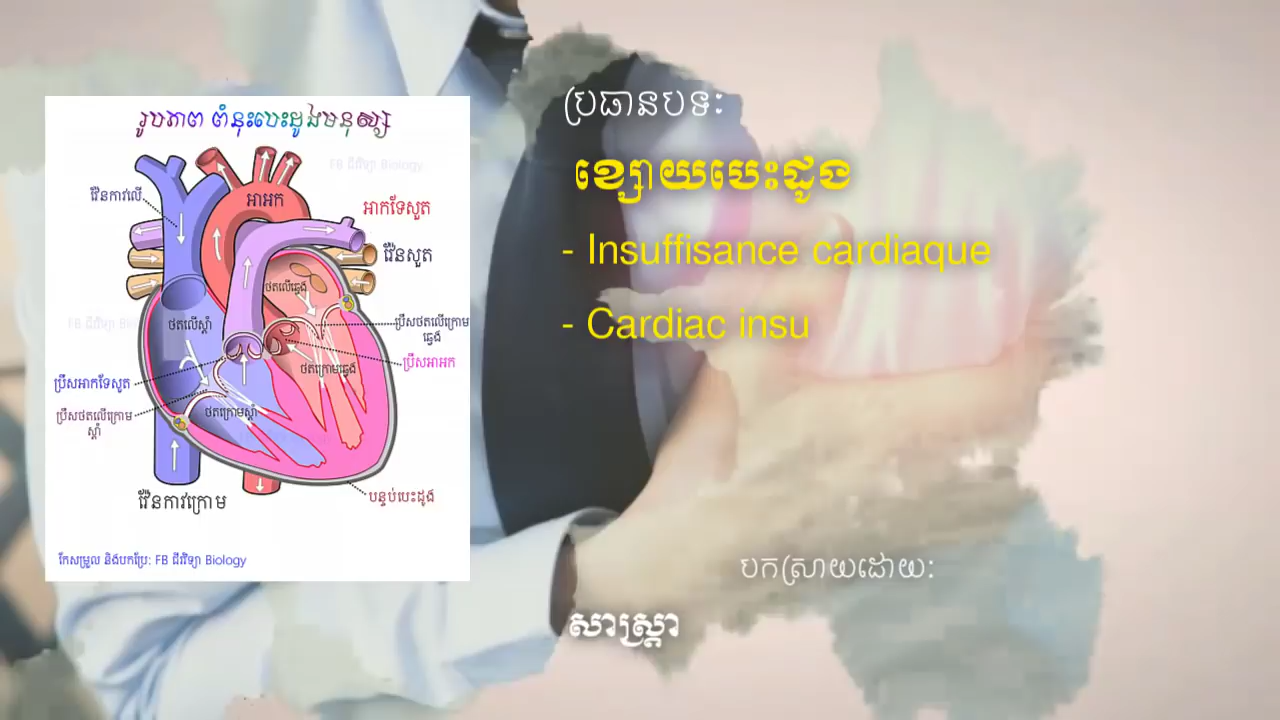 រូបភាព ពំនុះបេះដូងមនុស្ស
FB ជីវវិទ្យា Biology
វ៉ែនកាវលើ
អាអក
អាកទែសួត
វ៉ែនសួត
ថតលើឆ្វេង
ថតលើស្តាំ
ប្រឹសថតលើក្រោម
ឆ្វេង
ប្រឹសអាអក
ថតក្រោមឆ្វេង
ប្រឹសអាកទែសួត
ប្រឹសថតលើក្រោម
ស្តាំ
ថតក្រោមស្តាំ
វ៉ែនកាវក្រោម
បន្ទប់បេះដូង
កែសម្រួល និងបកប្រែ: FB ជីវវិទ្យា Biology
ប្រធានបទៈ
ខ្សោយបេះដូង
- Insuffisance cardiaque
- Cardiac insu
បកស្រាយដោយៈ
សាស្ត្រា